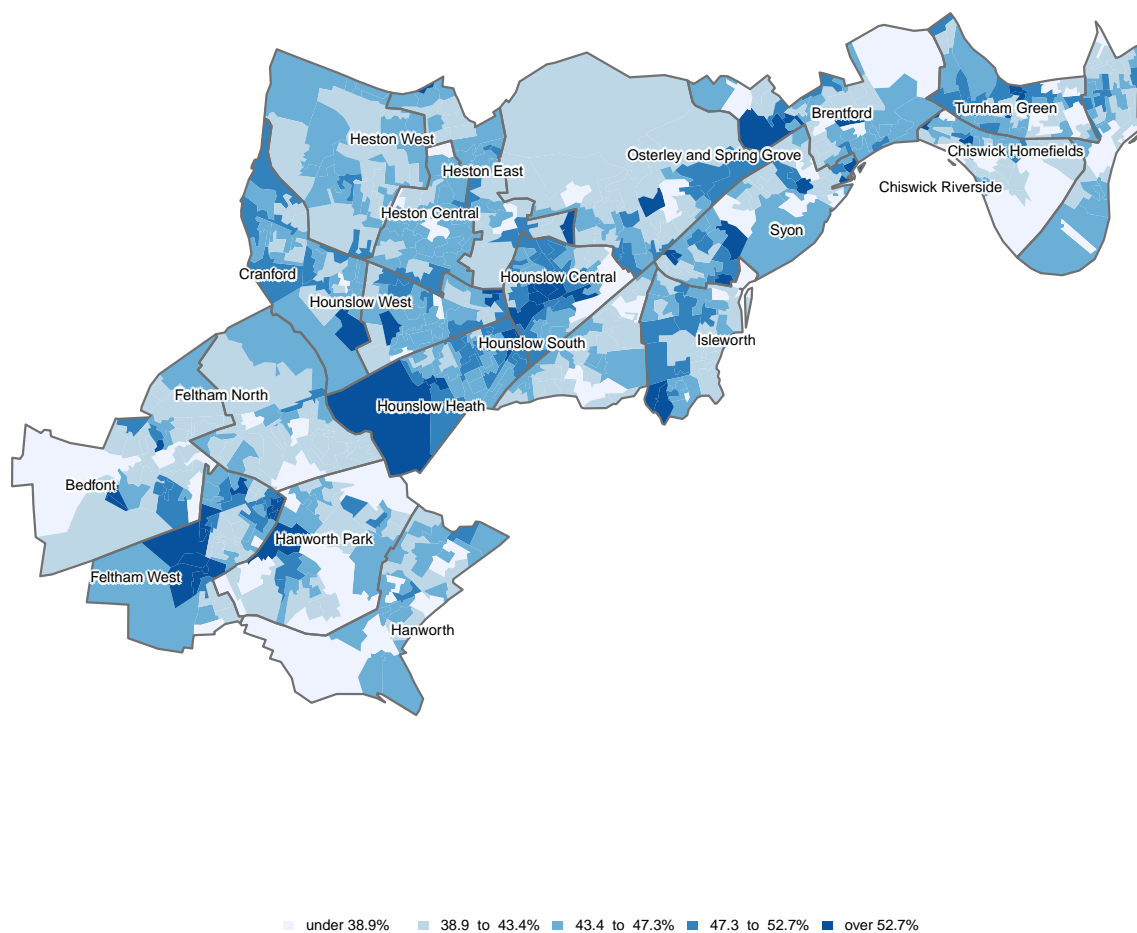 Turnham Green
Brentford
Heston West
Chiswick Homefields
Osterley and Spring Grove
Heston East
Chiswick Riverside
Heston Central
Syon
Cranford
Hounslow Central
Hounslow West
Isleworth
Hounslow South
Feltham North
Hounslow Heath
Bedfont
Hanworth Park
Feltham West
Hanworth
under 38.9% 38.9 to 43.4% 43.4 to 47.3% 47.3 to 52.7% over 52.7%